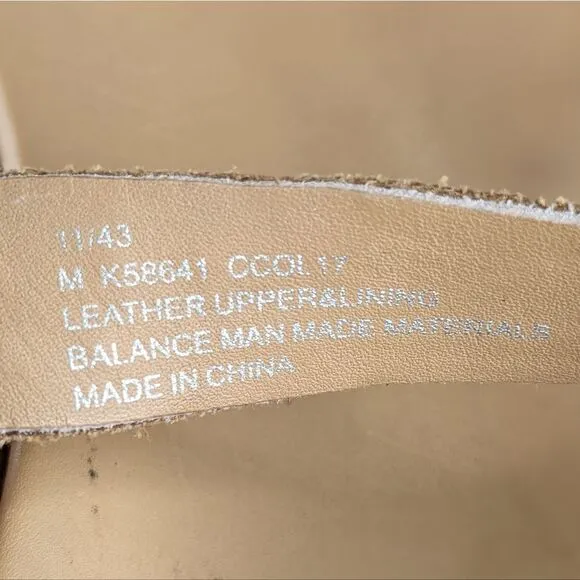 11/43
M K58641 CCOL17
LEATHER UPPER&LINING
BALANCE MAN MADE MATERIALS
MADE IN CHINA